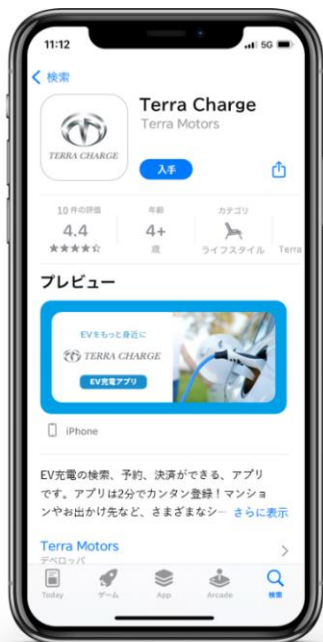 11:12
5G
検索
TERRA CHARGE
Terra Charge
Terra Motors
入手
10 件の評価
年齢
カテゴリ
4.4
4+
歳
ライフスタイル
Terra
プレビュー
EVをもっと身近に
TERRA CHARGE
EV充電アプリ
iPhone
EV充電の検索、予約、決済ができる、アプリ
です。アプリは2分でカンタン登録！マンショ
ンやお出かけ先など、さまざまなシー さらに表示
Terra Motors
デベロッパ
Today
ゲーム
App
Arcade
検索